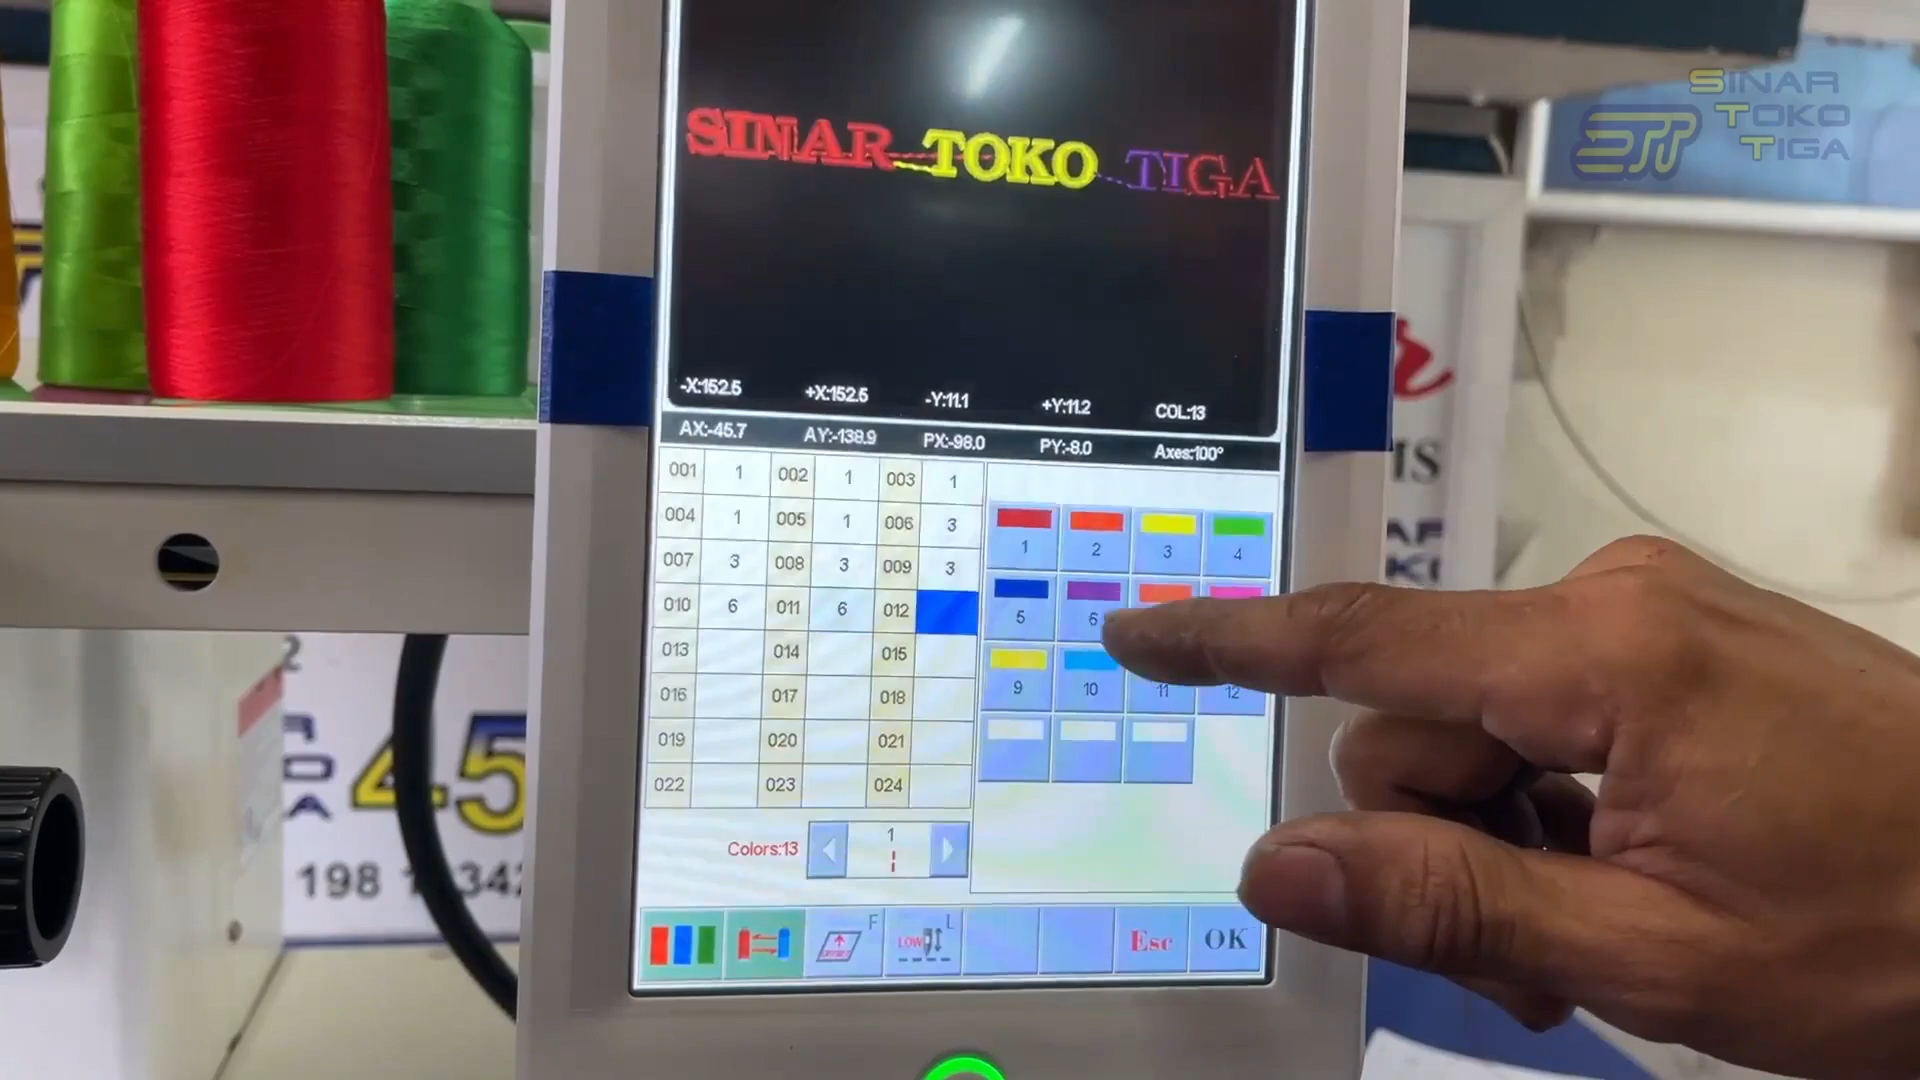 SINAR TOKO TIGA
SINAR
TOKO
TIGA
-X:152.5 +X:152.5 -Y:11.1 +Y:11.2 COL:13
AX:-45.7 AY:-138.9 PX:-98.0 PY:-8.0 Axes:100°
001 1 002 1 003 1
004 1 005 1 006 3
007 3 008 3 009 3
010 6 011 6 012
013 014 015
016 017 018
019 020 021
022 023 024
1 2 3 4
5 6
9 10 11 12
Colors:13 1
F L
LOW
Esc OK
45
198
342
IS